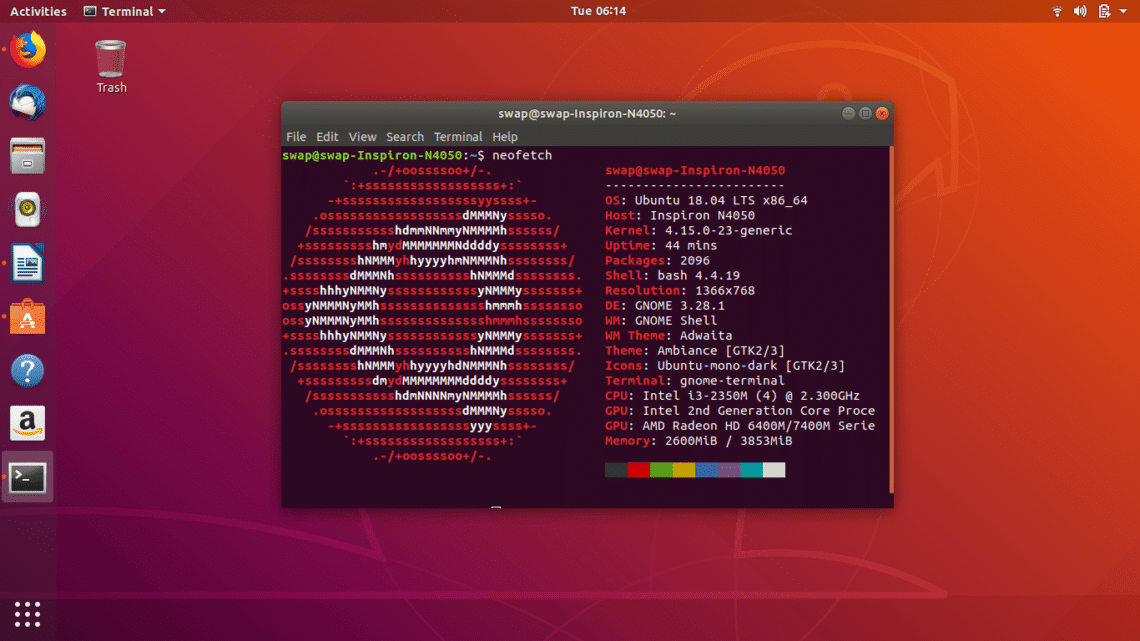 Activities Terminal Tue 06:14
Trash
swap@swap-Inspiron-N4050: ~
File Edit View Search Terminal Help
swap@swap-Inspiron-N4050:~$ neofetch
.-/+oossssoo+/-. swap@swap-Inspiron-N4050
`:+ssssssssssssssssss+:` ------------------------
-+ssssssssssssssssssyyssss+- OS: Ubuntu 18.04 LTS x86_64
.ossssssssssssssssssdMMMNysssso. Host: Inspiron N4050
/ssssssssssshdmmNNmmyNMMMMhssssss/ Kernel: 4.15.0-23-generic
+ssssssssshmydMMMMMMMNddddyssssssss+ Uptime: 44 mins
/sssssssshNMMMyhhyyyyhmNMMMNhssssssss/ Packages: 2096
.ssssssssdMMMNhsssssssssshNMMMdssssssss. Shell: bash 4.4.19
+sssshhhyNMMNyssssssssssssyNMMMysssssss+ Resolution: 1366x768
ossyNMMMNyMMhsssssssssssssshmmmhssssssso DE: GNOME 3.28.1
ossyNMMMNyMMhsssssssssssssshmmmhssssssso WM: GNOME Shell
+sssshhhyNMMNyssssssssssssyNMMMysssssss+ WM Theme: Adwaita
.ssssssssdMMMNhsssssssssshNMMMdssssssss. Theme: Ambiance [GTK2/3]
/sssssssshNMMMyhhyyyyhdNMMMNhssssssss/ Icons: Ubuntu-mono-dark [GTK2/3]
+sssssssssdmydMMMMMMMMddddyssssssss+ Terminal: gnome-terminal
/ssssssssssshdmNNNNmyNMMMMhssssss/ CPU: Intel i3-2350M (4) @ 2.300GHz
.ossssssssssssssssssdMMMNysssso. GPU: Intel 2nd Generation Core Proce
-+sssssssssssssssssyyyssss+- GPU: AMD Radeon HD 6400M/7400M Serie
`:+ssssssssssssssssss+:` Memory: 2600MiB / 3853MiB
.-/+oossssoo+/-.